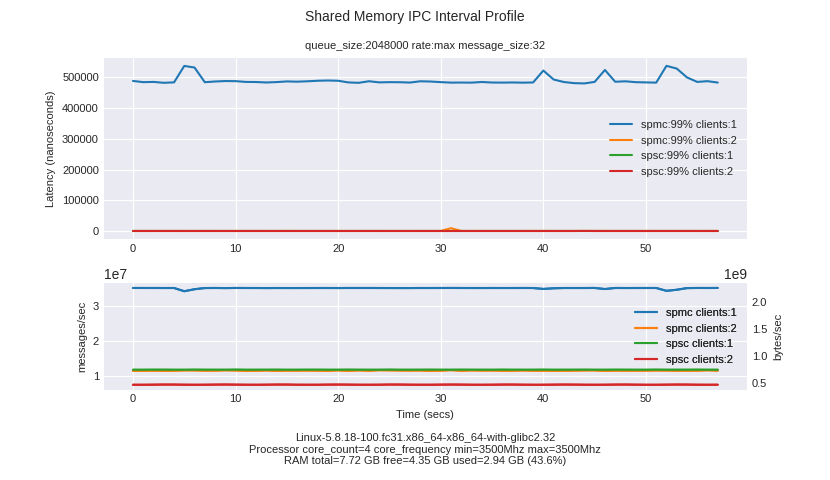 Shared Memory IPC Interval Profile
queue_size:2048000 rate:max message_size:32
Latency (nanoseconds)
500000
400000
300000
200000
100000
0
spmc:99% clients:1
spmc:99% clients:2
spsc:99% clients:1
spsc:99% clients:2
0 10 20 30 40 50
1e7 1e9
messages/sec
3
2
1
spmc clients:1
spmc clients:2
spsc clients:1
spsc clients:2
2.0
1.5
1.0
0.5
bytes/sec
0 10 20 30 40 50
Time (secs)
Linux-5.8.18-100.fc31.x86_64-x86_64-with-glibc2.32
Processor core_count=4 core_frequency min=3500Mhz max=3500Mhz
RAM total=7.72 GB free=4.35 GB used=2.94 GB (43.6%)